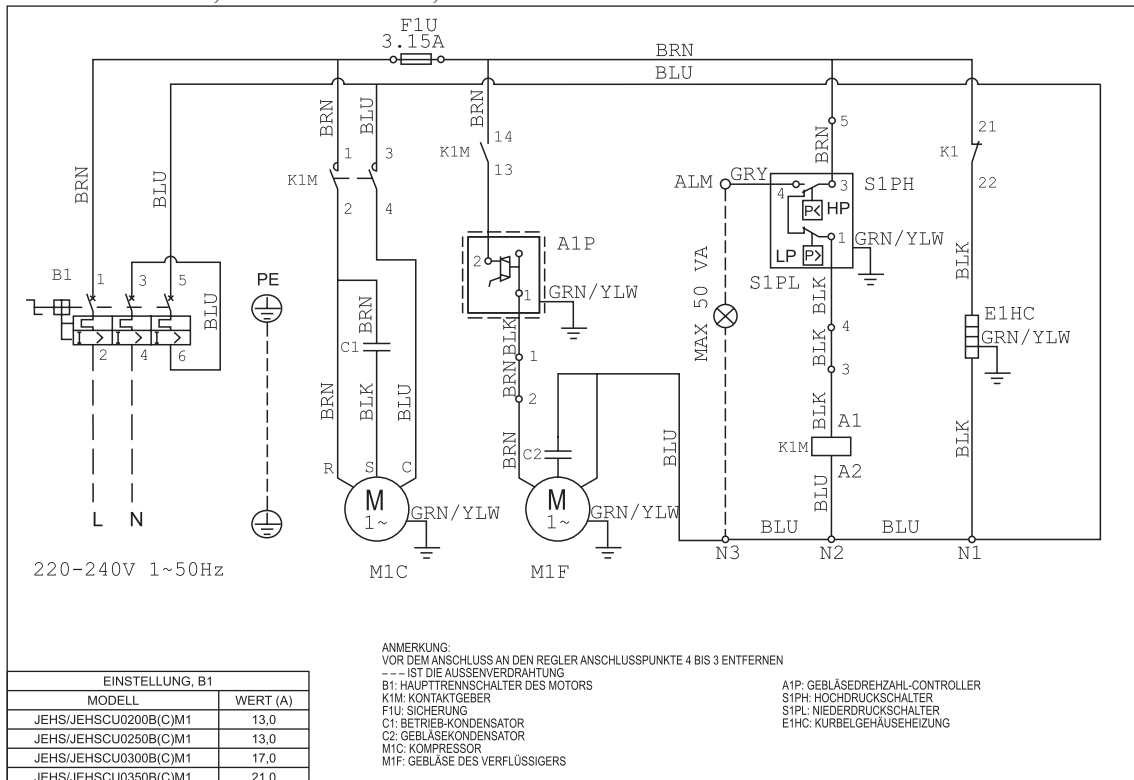 F1U
3.15A
BRN
BLU
BRN
BLU
BRN
BLU
BRN
14
K1M
13
5
BRN
21
K1
22
1
3
K1M
2
4
ALM
GRY
4
3
S1PH
P<
HP
LP
P>
1
GRN/YLW
S1PL
A1P
2
1
GRN/YLW
B1
1
3
5
BLU
2
4
6
PE
BRN
C1
BRN
BLK
BLU
BLK
1
BRN
2
BRN
C2
BLU
MAX 50 VA
BLK
4
BLK
3
BLK
A1
K1M
A2
BLU
BLK
E1HC
GRN/YLW
BLK
L
N
R
S
C
M
1~
GRN/YLW
M
1~
GRN/YLW
BLU
BLU
N3
N2
N1
220-240V 1~50Hz
M1C
M1F
ANMERKUNG:
VOR DEM ANSCHLUSS AN DEN REGLER ANSCHLUSSPUNKTE 4 BIS 3 ENTFERNEN
--- IST DIE AUSSENVERDRAHTUNG
B1: HAUPTTRENNSCHALTER DES MOTORS
K1M: KONTAKTGEBER
F1U: SICHERUNG
C1: BETRIEB-KONDENSATOR
C2: GEBLÄSEKONDENSATOR
M1C: KOMPRESSOR
M1F: GEBLÄSE DES VERFLÜSSIGERS
A1P: GEBLÄSEDREHZAHL-CONTROLLER
S1PH: HOCHDRUCKSCHALTER
S1PL: NIEDERDRUCKSCHALTER
E1HC: KURBELGEHÄUSEHEIZUNG
EINSTELLUNG, B1
MODELL WERT (A)
JEHS/JEHSCU0200B(C)M1 13,0
JEHS/JEHSCU0250B(C)M1 13,0
JEHS/JEHSCU0300B(C)M1 17,0
JEHS/JEHSCU0350B(C)M1 21,0